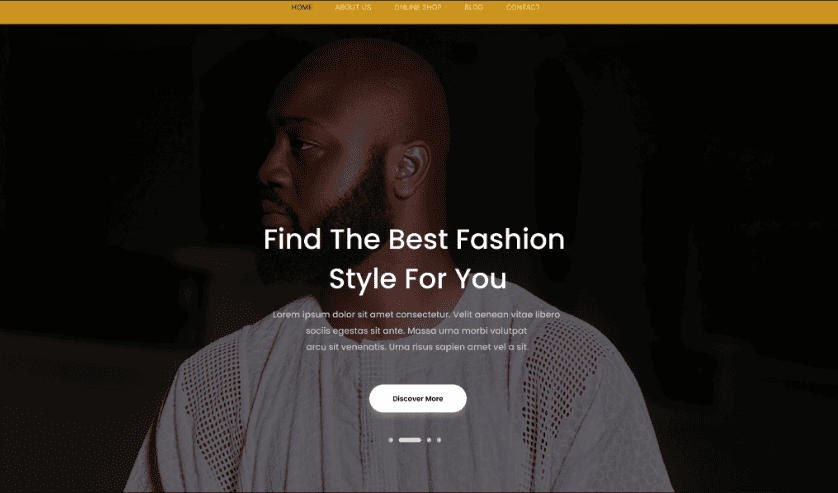 HOME ABOUT US ONLINE SHOP BLOG CONTACT
Find The Best Fashion
Style For You
Lorem ipsum dolor sit amet consectetur. Velit aenean vitae libero
sociis egestas sit ante. Massa urna morbi volutpat
arcu sit venenatis. Urna risus sapien amet vel a sit.
Discover More